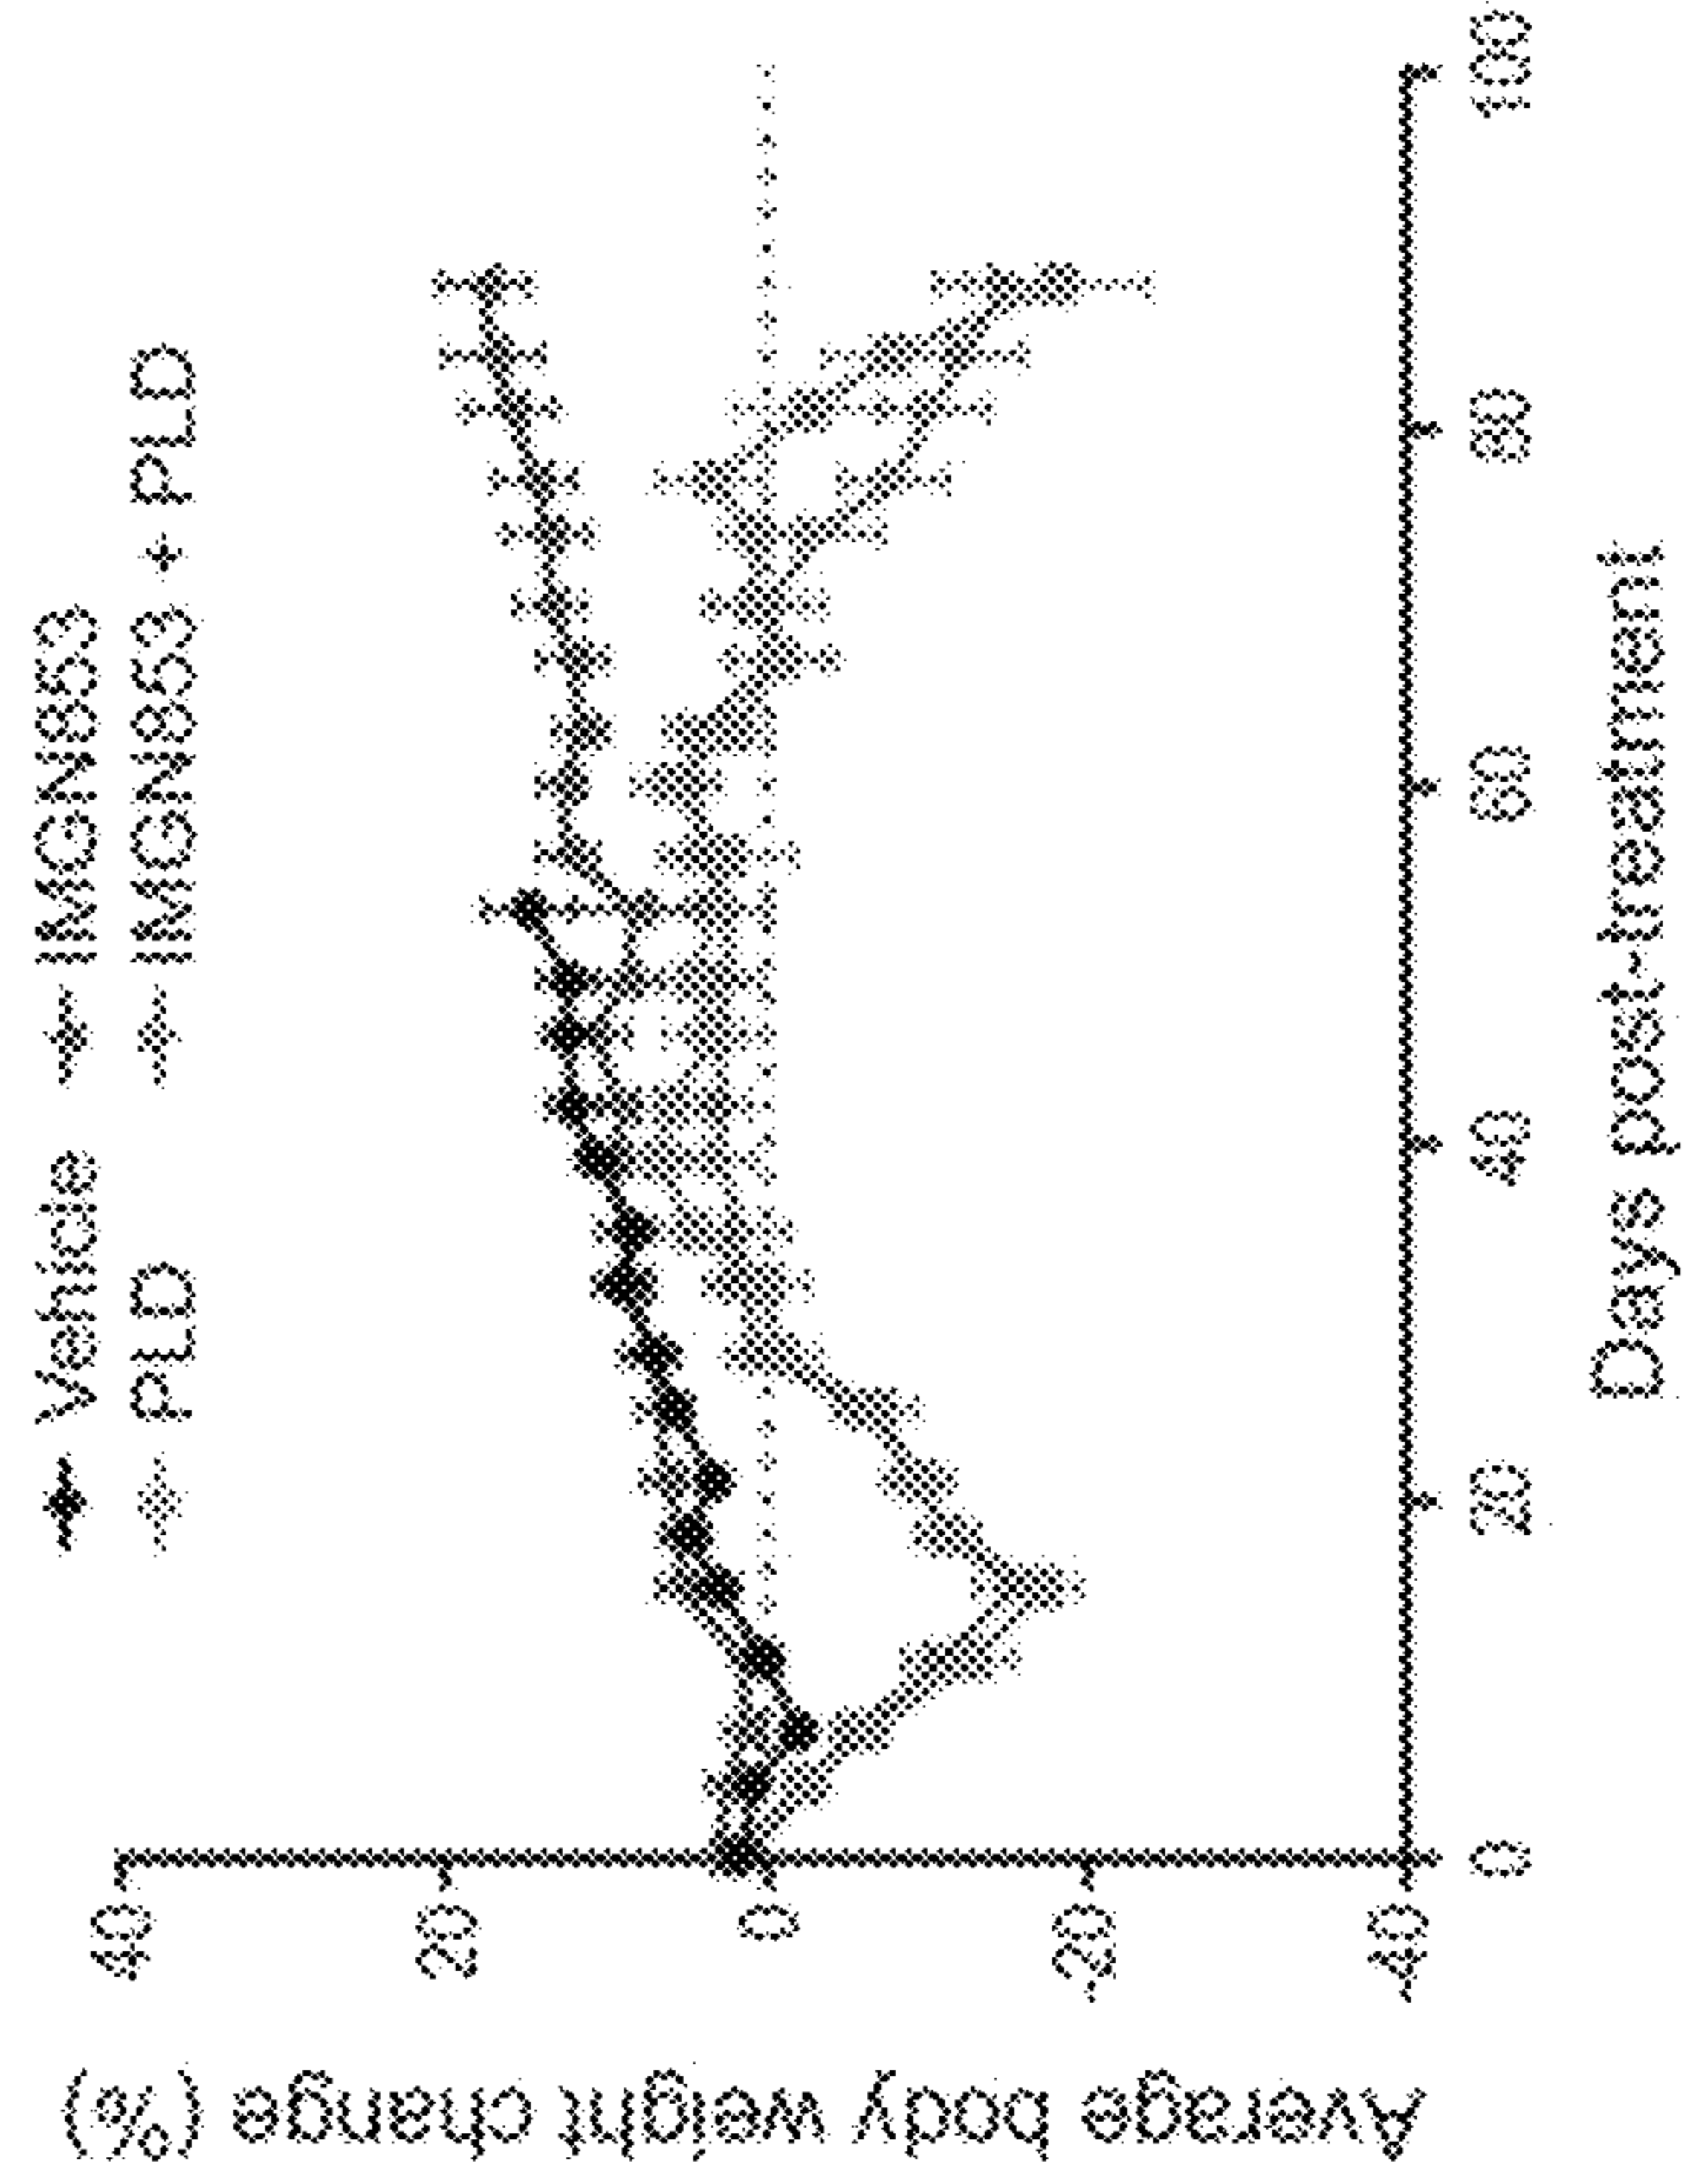 Vehicle IMGN853
PLD IMGN853 + PLD
40
20
0
-20
-40
0 20 40 60 80 100
Average body weight change (%)
Days post-treatment